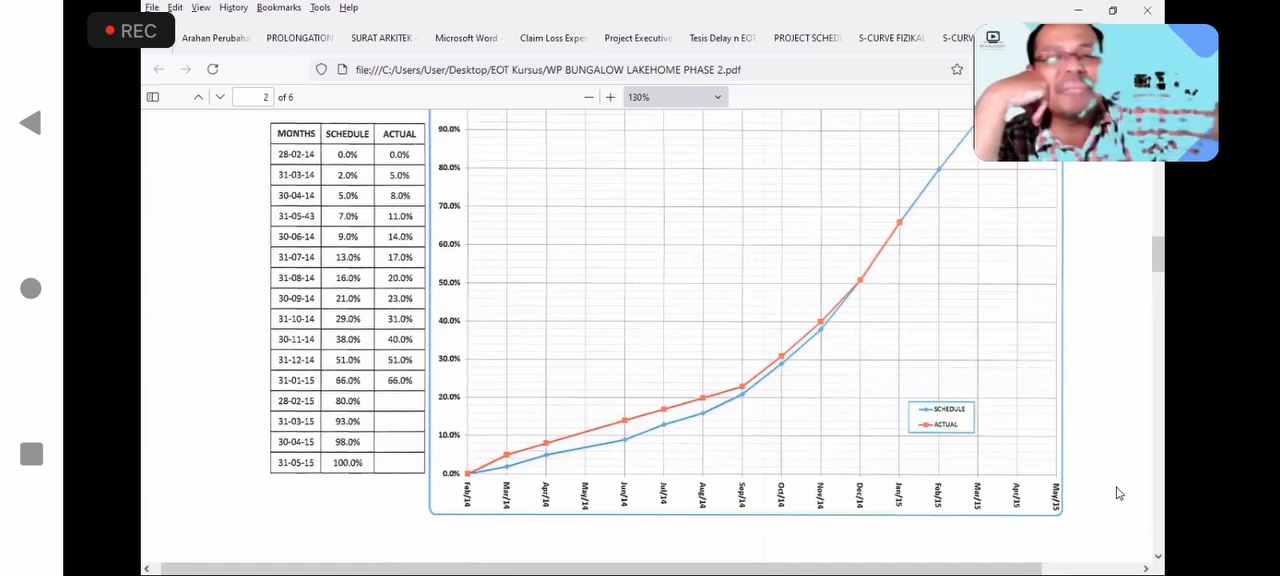 File Edit View History Bookmarks Tools Help
REC
Arahan Perubaha PROLONGATION SURAT ARKITEK - Microsoft Word - Claim Loss Expen Project Executive Tesis Delay n EOT PROJECT SCHED S-CURVE FIZIKAL S-CURV
file:///C:/Users/User/Desktop/EOT Kursus/WP BUNGALOW LAKEHOME PHASE 2.pdf
2 of 6 130%
MONTHS SCHEDULE ACTUAL
28-02-14 0.0% 0.0%
31-03-14 2.0% 5.0%
30-04-14 5.0% 8.0%
31-05-43 7.0% 11.0%
30-06-14 9.0% 14.0%
31-07-14 13.0% 17.0%
31-08-14 16.0% 20.0%
30-09-14 21.0% 23.0%
31-10-14 29.0% 31.0%
30-11-14 38.0% 40.0%
31-12-14 51.0% 51.0%
31-01-15 66.0% 66.0%
28-02-15 80.0%
31-03-15 93.0%
30-04-15 98.0%
31-05-15 100.0%
90.0%
80.0%
70.0%
60.0%
50.0%
40.0%
30.0%
20.0%
10.0%
0.0%
SCHEDULE
ACTUAL
Feb/14 Mar/14 Apr/14 May/14 Jun/14 Jul/14 Aug/14 Sep/14 Oct/14 Nov/14 Dec/14 Jan/15 Feb/15 Mar/15 Apr/15 May/15